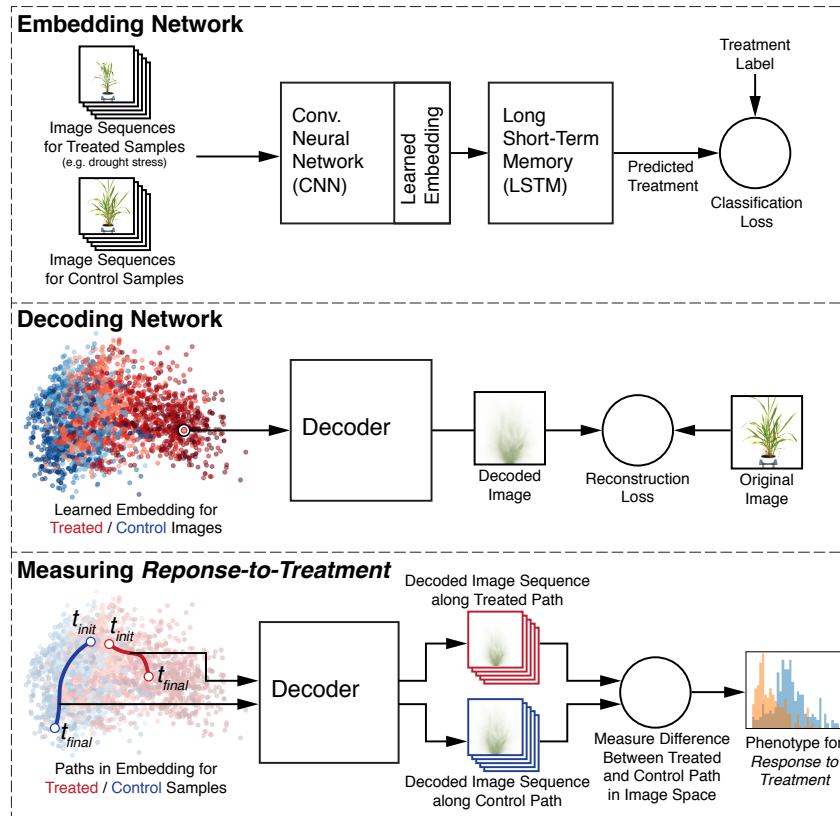 Embedding Network
Image Sequences
for Treated Samples
(e.g. drought stress)
Image Sequences
for Control Samples
Conv.
Neural
Network
(CNN)
Learned
Embedding
Long
Short-Term
Memory
(LSTM)
Predicted
Treatment
Treatment
Label
Classification
Loss
Decoding Network
Learned Embedding for
Treated / Control Images
Decoder
Decoded
Image
Reconstruction
Loss
Original
Image
Measuring Reponse-to-Treatment
t_init
t_init
t_final
t_final
Paths in Embedding for
Treated / Control Samples
Decoder
Decoded Image Sequence
along Treated Path
Decoded Image Sequence
along Control Path
Measure Difference
Between Treated
and Control Path
in Image Space
Phenotype for
Response to
Treatment